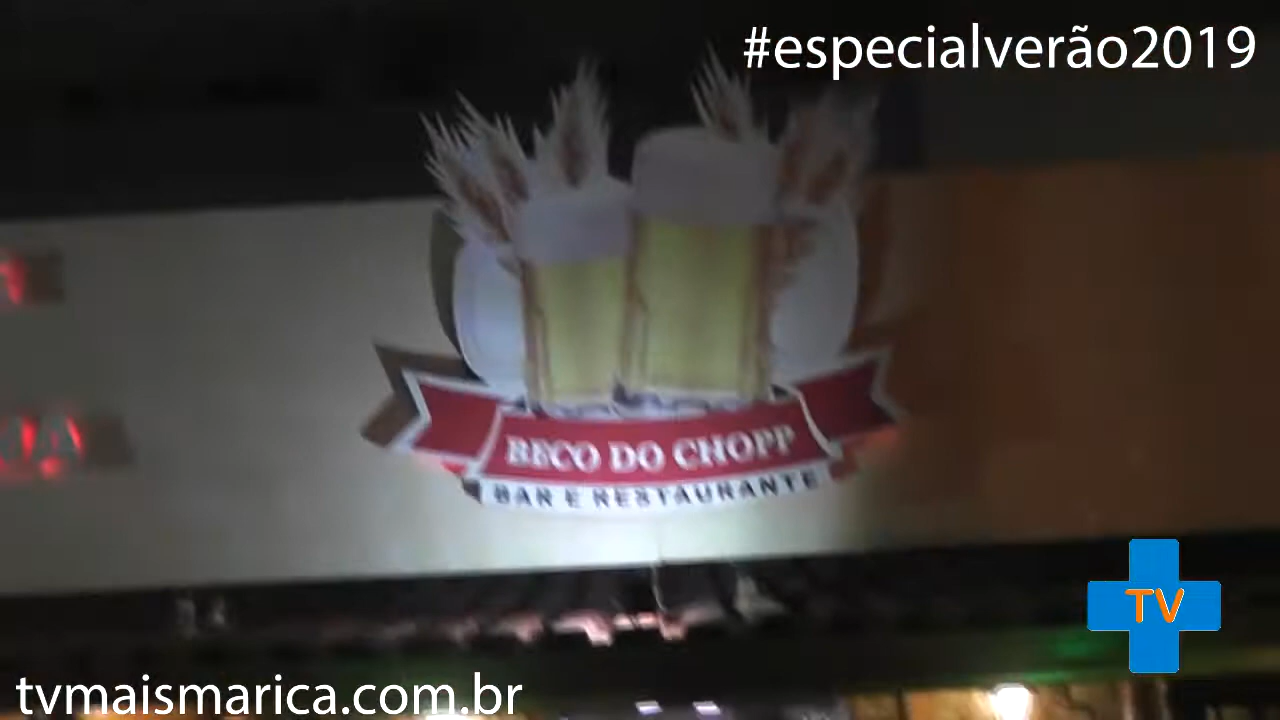 #especialverão2019
BECO DO CHOPP
BAR E RESTAURANTE
TV
tvmaismarica.com.br